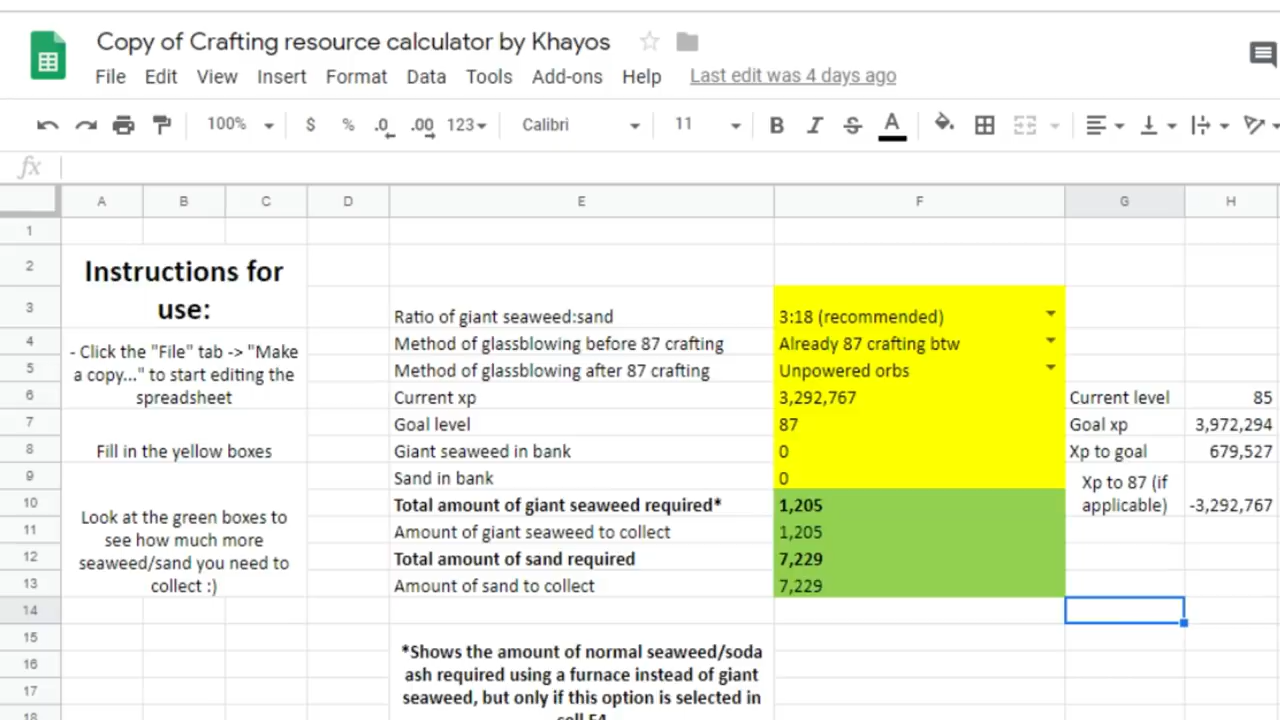 Copy of Crafting resource calculator by Khayos
File Edit View Insert Format Data Tools Add-ons Help Last edit was 4 days ago
100% $ % .0 .00 123 Calibri 11 B I S A
fx
A B C D E F G H
1
2 Instructions for
use:
3 Ratio of giant seaweed:sand 3:18 (recommended)
4 Method of glassblowing before 87 crafting Already 87 crafting btw
- Click the "File" tab -> "Make
a copy..." to start editing the
spreadsheet
5 Method of glassblowing after 87 crafting Unpowered orbs
6 Current xp 3,292,767 Current level 85
7 Goal level 87 Goal xp 3,972,294
8 Fill in the yellow boxes Giant seaweed in bank 0 Xp to goal 679,527
9 Sand in bank 0
Xp to 87 (if
applicable) -3,292,767
10 Total amount of giant seaweed required* 1,205
Look at the green boxes to
see how much more
seaweed/sand you need to
collect :)
11 Amount of giant seaweed to collect 1,205
12 Total amount of sand required 7,229
13 Amount of sand to collect 7,229
14
15
16
17
18
*Shows the amount of normal seaweed/soda
ash required using a furnace instead of giant
seaweed, but only if this option is selected in
cell F4